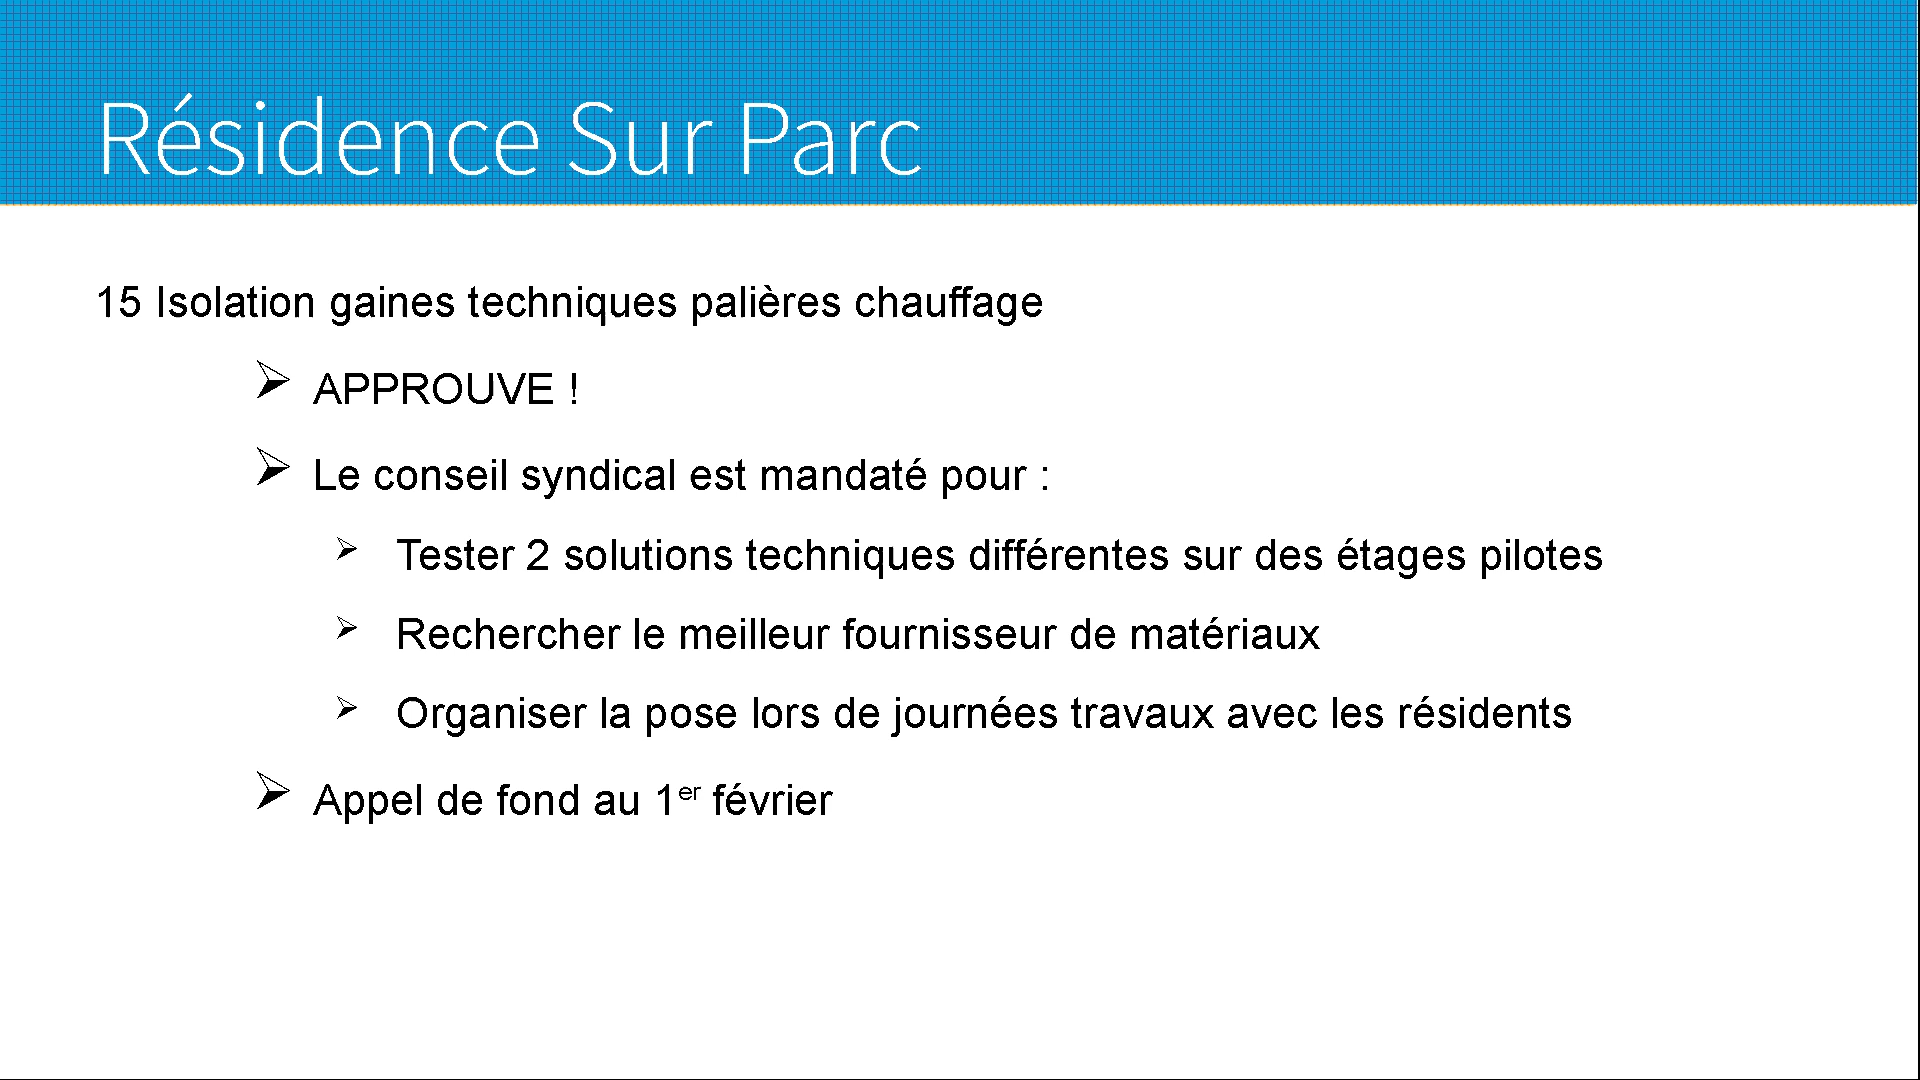 Résidence Sur Parc
15 Isolation gaines techniques palières chauffage
➢ APPROUVE !
➢ Le conseil syndical est mandaté pour :
➢ Tester 2 solutions techniques différentes sur des étages pilotes
➢ Rechercher le meilleur fournisseur de matériaux
➢ Organiser la pose lors de journées travaux avec les résidents
➢ Appel de fond au 1er février